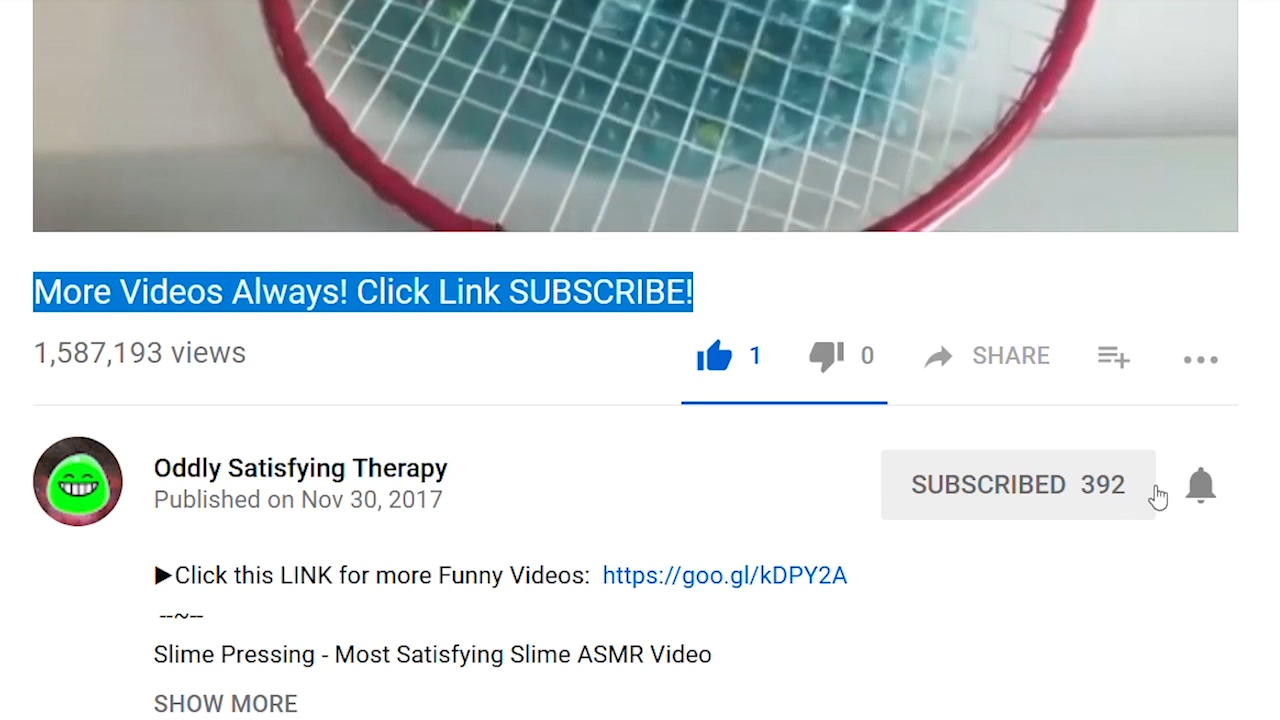 More Videos Always! Click Link SUBSCRIBE!
1,587,193 views
1 0 SHARE
Oddly Satisfying Therapy
Published on Nov 30, 2017
SUBSCRIBED 392
▶Click this LINK for more Funny Videos: https://goo.gl/kDPY2A
--~--
Slime Pressing - Most Satisfying Slime ASMR Video
SHOW MORE